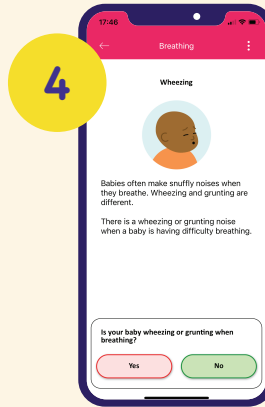 4
17:46
Breathing
Wheezing
Babies often make snuffly noises when
they breathe. Wheezing and grunting are
different.
There is a wheezing or grunting noise
when a baby is having difficulty breathing.
Is your baby wheezing or grunting when
breathing?
Yes
No